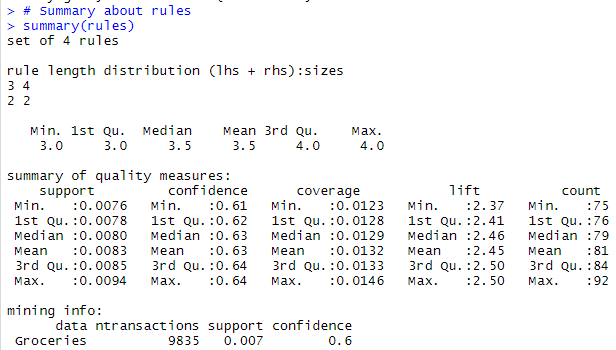 > # Summary about rules
> summary(rules)
set of 4 rules
rule length distribution (lhs + rhs):sizes
3 4
2 2
Min. 1st Qu. Median Mean 3rd Qu. Max.
3.0 3.0 3.5 3.5 4.0 4.0
summary of quality measures:
support confidence coverage lift count
Min. :0.0076 Min. :0.61 Min. :0.0123 Min. :2.37 Min. :75
1st Qu.:0.0078 1st Qu.:0.62 1st Qu.:0.0128 1st Qu.:2.41 1st Qu.:76
Median :0.0080 Median :0.63 Median :0.0129 Median :2.46 Median :79
Mean :0.0083 Mean :0.63 Mean :0.0132 Mean :2.45 Mean :81
3rd Qu.:0.0085 3rd Qu.:0.64 3rd Qu.:0.0133 3rd Qu.:2.50 3rd Qu.:84
Max. :0.0094 Max. :0.64 Max. :0.0146 Max. :2.50 Max. :92
mining info:
data ntransactions support confidence
Groceries 9835 0.007 0.6